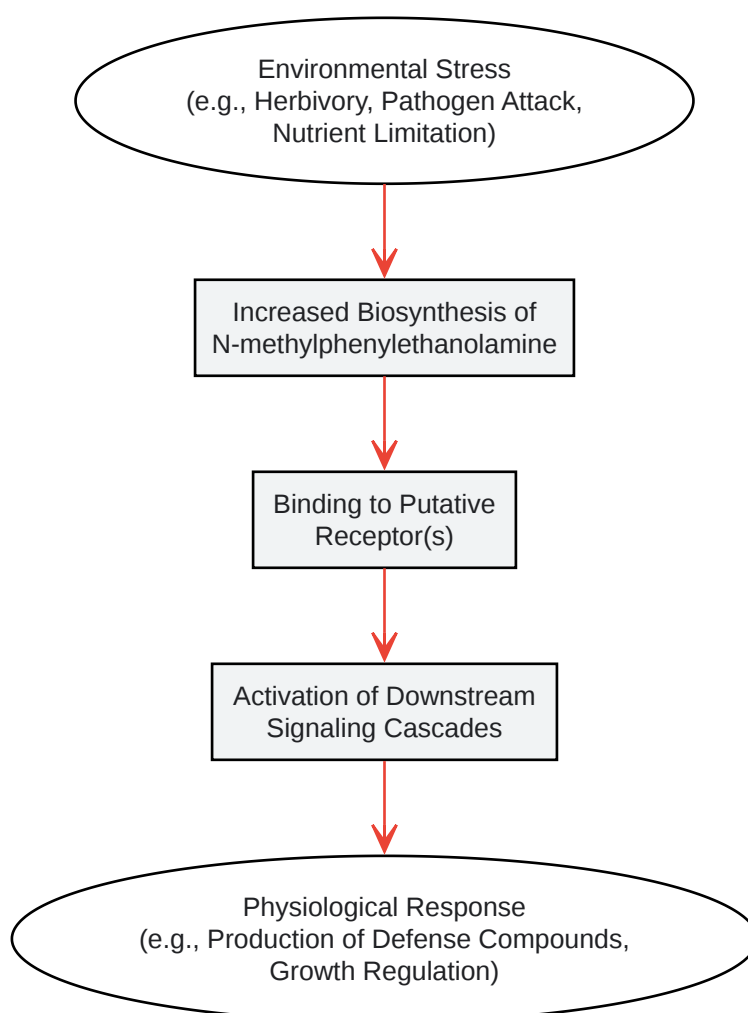 Environmental Stress
(e.g., Herbivory, Pathogen Attack,
Nutrient Limitation)
Increased Biosynthesis of
N-methylphenylethanolamine
Binding to Putative
Receptor(s)
Activation of Downstream
Signaling Cascades
Physiological Response
(e.g., Production of Defense Compounds,
Growth Regulation)